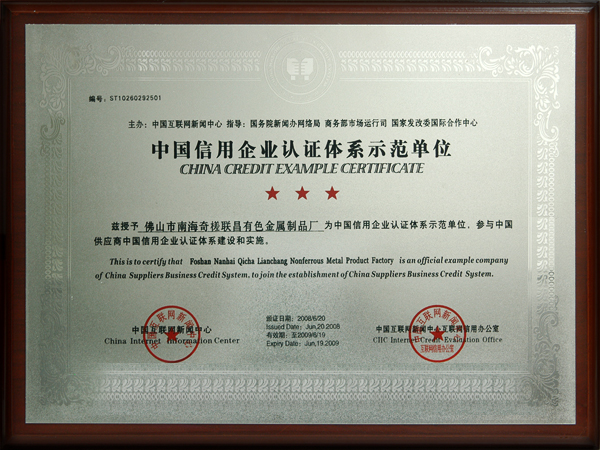 编号：ST10260292501
主办：中国互联网新闻中心 指导：国务院新闻办网络局 商务部市场运行司 国家发改委国际合作中心
中国信用企业认证体系示范单位
CHINA CREDIT EXAMPLE CERTIFICATE
兹授予 佛山市南海奇槎联昌有色金属制品厂 为中国信用企业认证体系示范单位，参与中国
供应商中国信用企业认证体系建设和实施。
This is to certify that Foshan Nanhai Qicha Lianchang Nonferrous Metal Product Factory is an official example company
of China Suppliers Business Credit System, to join the establishment of China Suppliers Business Credit System.
颁证日期：2008/6/20
Issued Date：Jun,20.2008
有效期：至2009/6/19
Expiry Date：Jun,19.2009
中国互联网新闻中心
China Internet Information Center
中国互联网新闻中心互联网信用办公室
CIIC Internet Credit Evaluation Office
互联网信用办公室